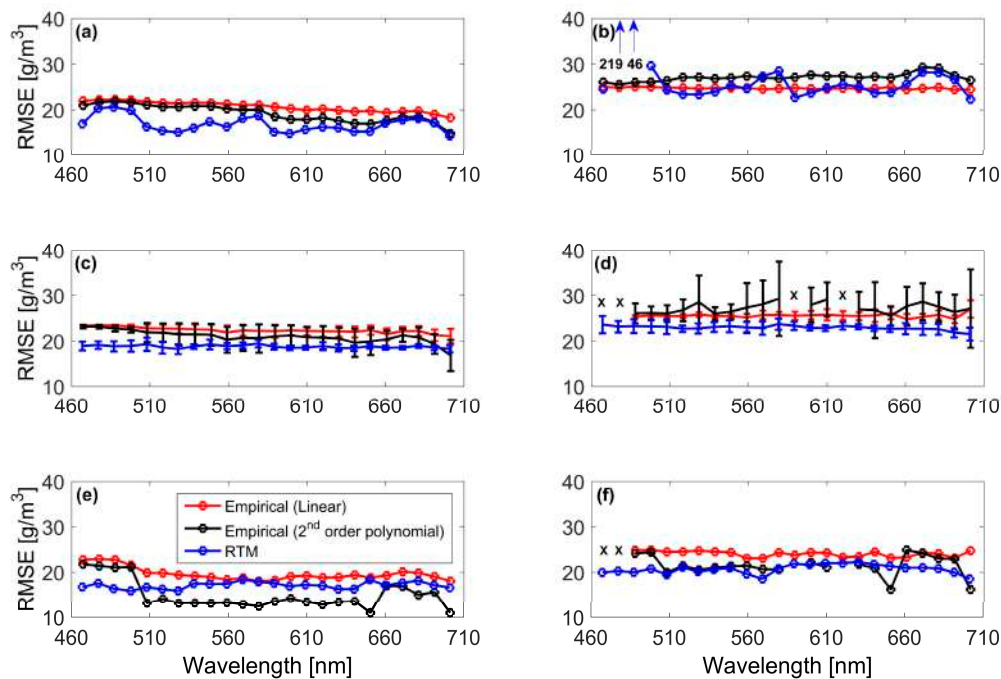 (a)
RMSE [g/m³]
40
30
20
10
460 510 560 610 660 710
(b)
219 46
40
30
20
10
460 510 560 610 660 710
(c)
RMSE [g/m³]
40
30
20
10
460 510 560 610 660 710
(d)
x x x x
40
30
20
10
460 510 560 610 660 710
(e)
RMSE [g/m³]
40
30
20
10
Empirical (Linear)
Empirical (2nd order polynomial)
RTM
460 510 560 610 660 710
Wavelength [nm]
(f)
x x
40
30
20
10
460 510 560 610 660 710
Wavelength [nm]